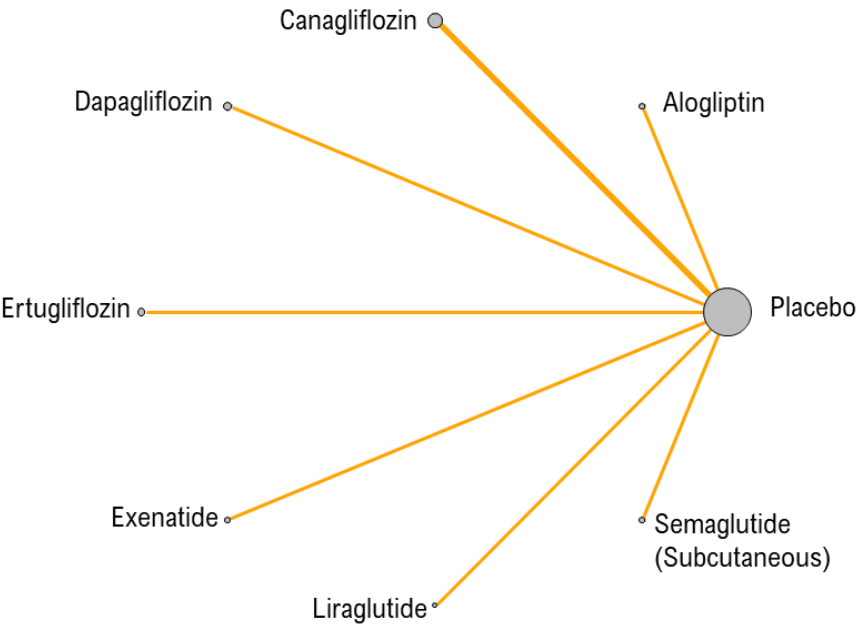 Canagliflozin
Dapagliflozin
Alogliptin
Ertugliflozin
Placebo
Exenatide
Semaglutide
(Subcutaneous)
Liraglutide